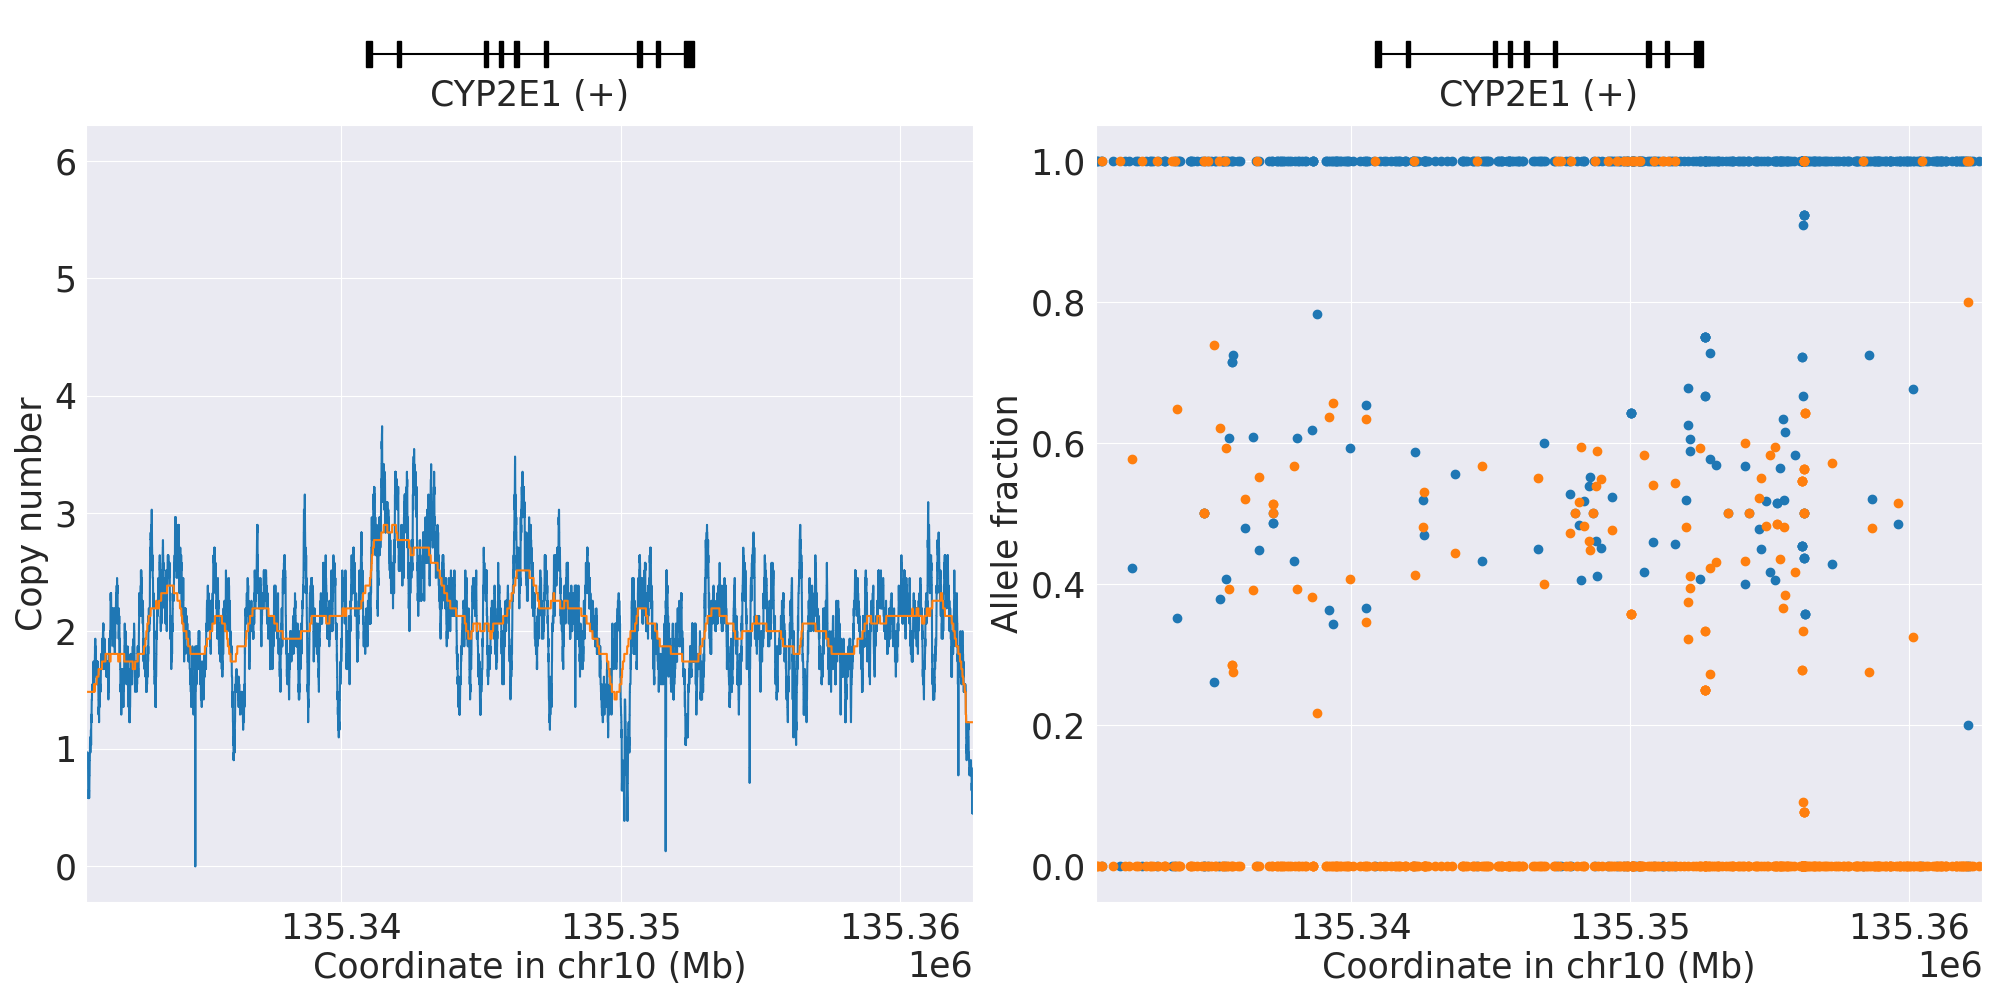 CYP2E1 (+)
6
5
4
3
2
1
0
Copy number
135.34
135.35
135.36
Coordinate in chr10 (Mb)
1e6
CYP2E1 (+)
1.0
0.8
0.6
0.4
0.2
0.0
Allele fraction
135.34
135.35
135.36
Coordinate in chr10 (Mb)
1e6